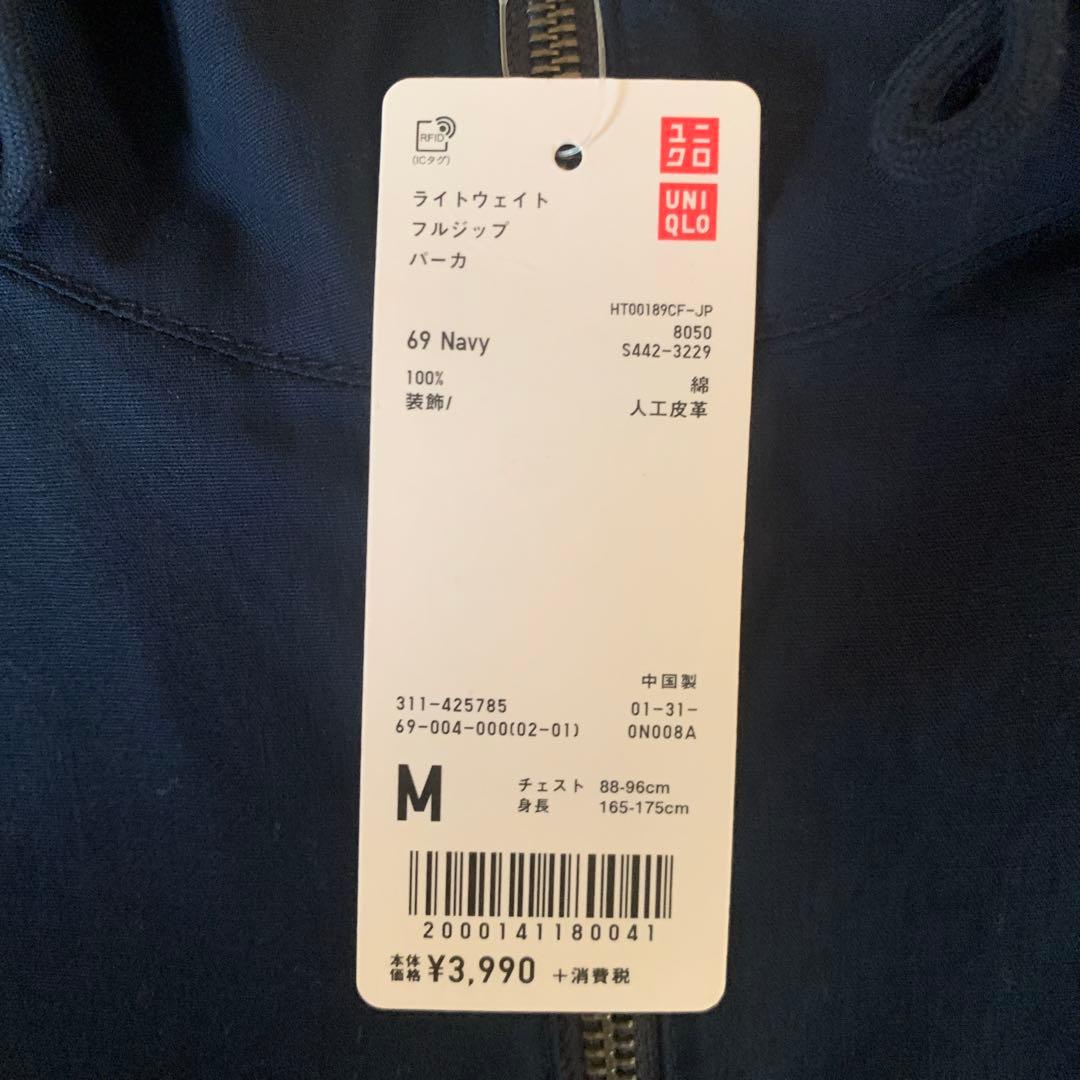 RFID
(ICタグ)
ユニ
クロ
UNI
QLO
ライトウェイト
フルジップ
パーカ
HT00189CF-JP
8050
69 Navy
S442-3229
100% 綿
装飾/ 人工皮革
中国製
311-425785 01-31-
69-004-000(02-01) 0N008A
M
チェスト 88-96cm
身長 165-175cm
2000141180041
本体価格 ¥3,990 +消費税